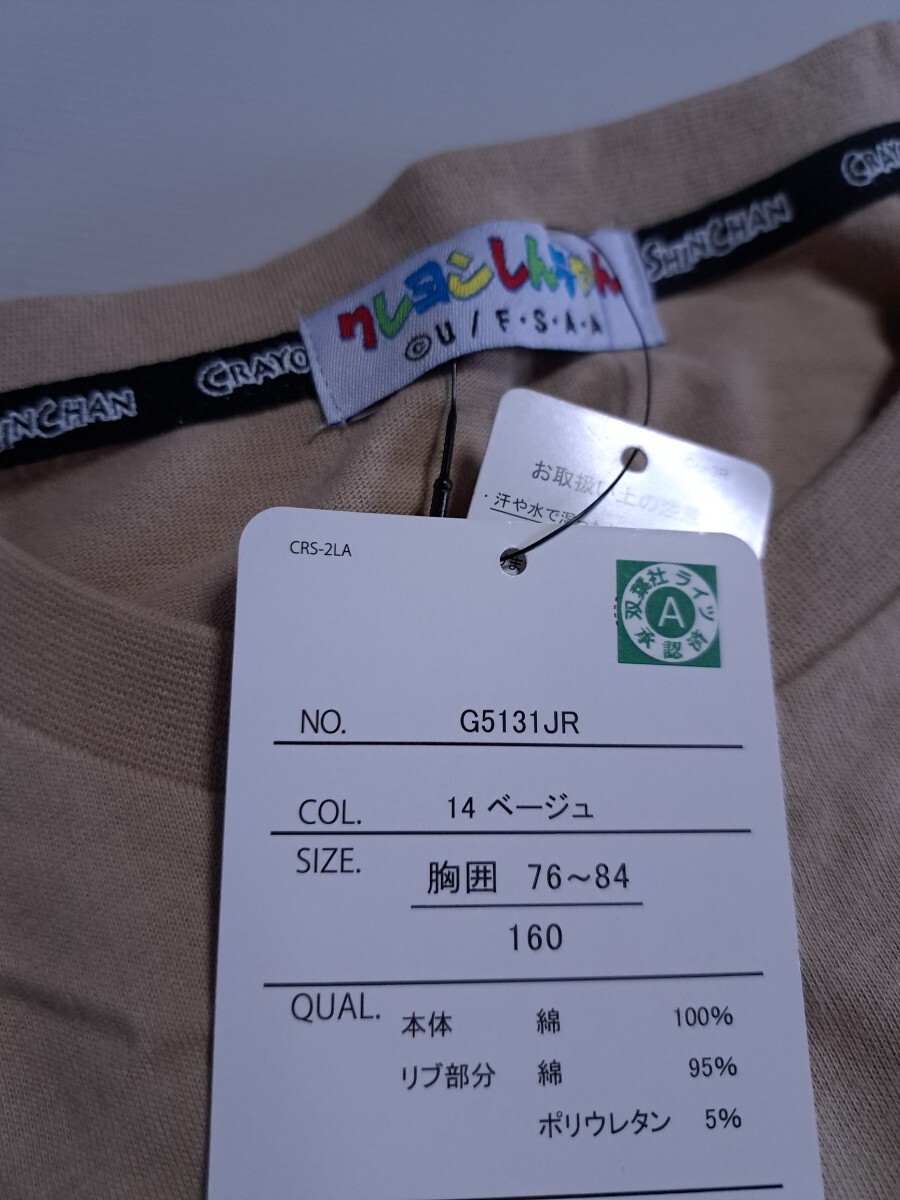 CRAYO
SHINCHAN
クレヨンしんちゃん
©U/F・S・A・A
お取扱い上の注意
・汗や水で湿
CRS-2LA
双葉社ライツ
A
承認済
NO. G5131JR
COL. 14 ベージュ
SIZE. 胸囲 76～84
160
QUAL. 本体 綿 100%
リブ部分 綿 95%
ポリウレタン 5%